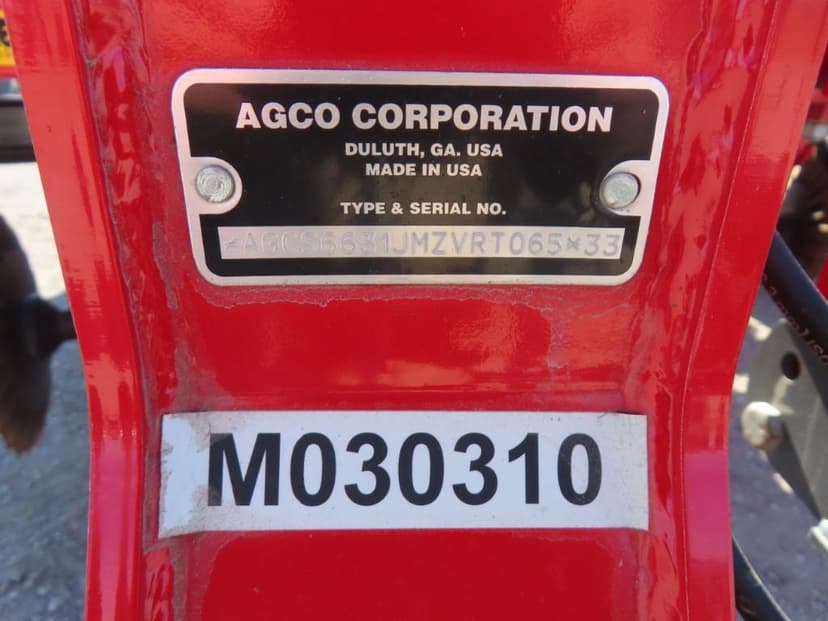 AGCO CORPORATION
DULUTH, GA. USA
MADE IN USA
TYPE & SERIAL NO.
*AGCS6631JMZVRT065*33
M030310